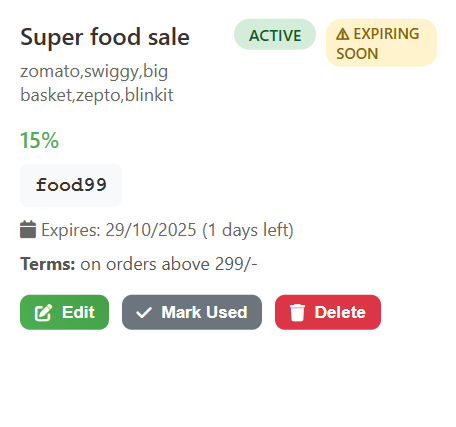 Super food sale
ACTIVE
⚠ EXPIRING
SOON
zomato,swiggy,big
basket,zepto,blinkit
15%
food99
Expires: 29/10/2025 (1 days left)
Terms: on orders above 299/-
Edit
Mark Used
Delete